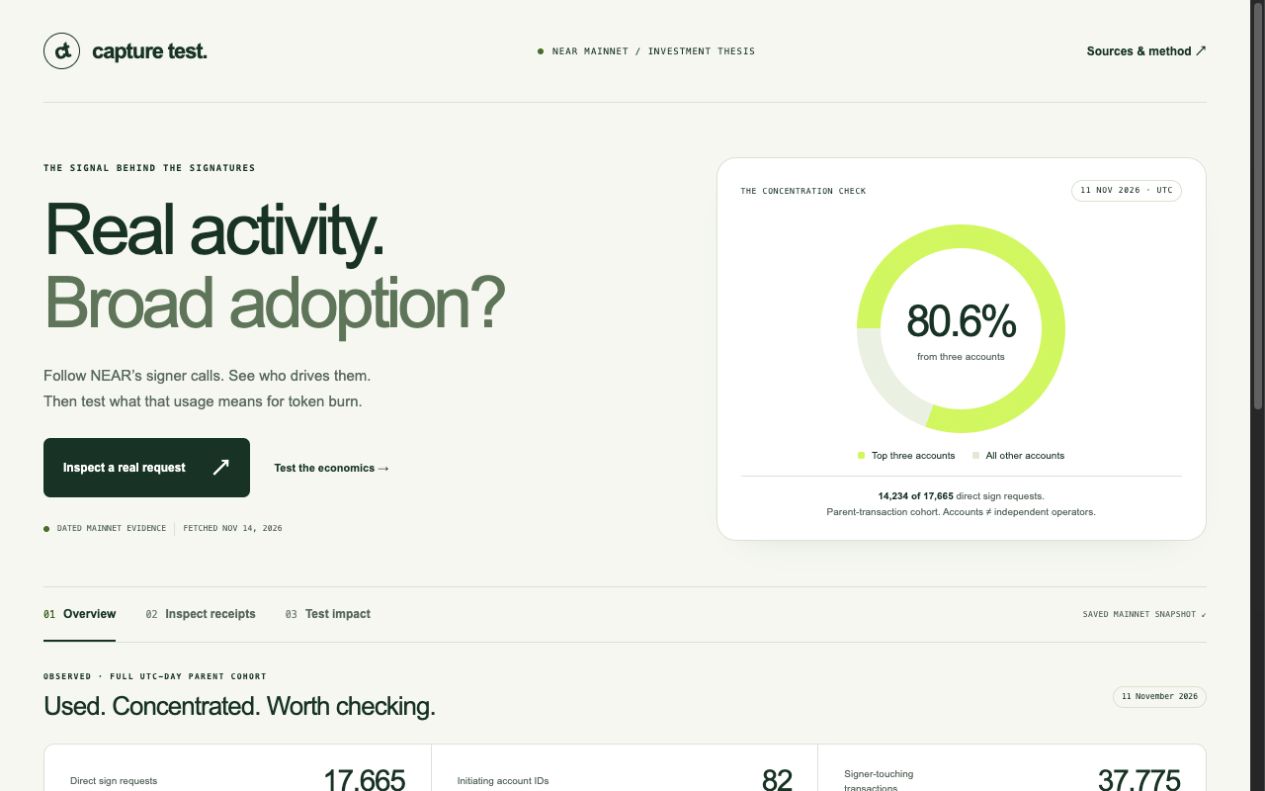 ct capture test.
NEAR MAINNET / INVESTMENT THESIS
Sources & method ↗
THE SIGNAL BEHIND THE SIGNATURES
Real activity.
Broad adoption?
Follow NEAR’s signer calls. See who drives them.
Then test what that usage means for token burn.
Inspect a real request ↗
Test the economics →
DATED MAINNET EVIDENCE
FETCHED NOV 14, 2026
THE CONCENTRATION CHECK
11 NOV 2026 · UTC
80.6%
from three accounts
Top three accounts
All other accounts
14,234 of 17,665 direct sign requests.
Parent-transaction cohort. Accounts ≠ independent operators.
01 Overview
02 Inspect receipts
03 Test impact
SAVED MAINNET SNAPSHOT ↙
OBSERVED · FULL UTC-DAY PARENT COHORT
Used. Concentrated. Worth checking.
11 November 2026
Direct sign requests
17,665
Initiating account IDs
82
Signer-touching
transactions
37,775